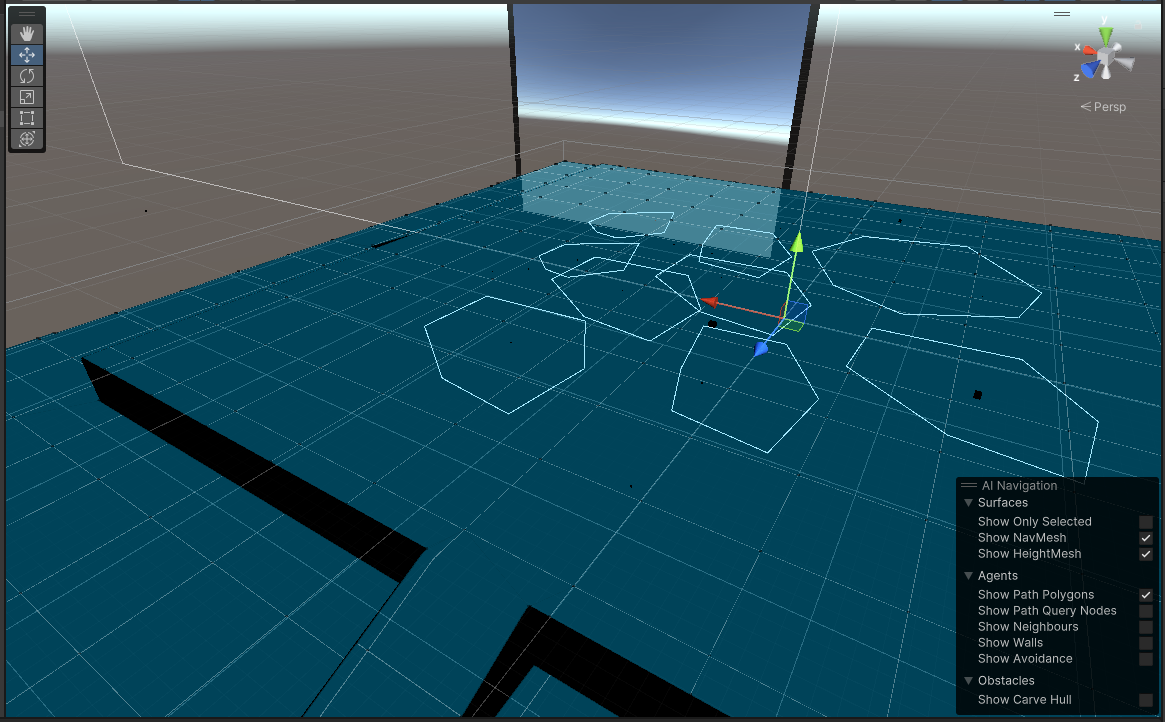 y
x
z
Persp
AI Navigation
Surfaces
Show Only Selected
Show NavMesh
Show HeightMesh
Agents
Show Path Polygons
Show Path Query Nodes
Show Neighbours
Show Walls
Show Avoidance
Obstacles
Show Carve Hull